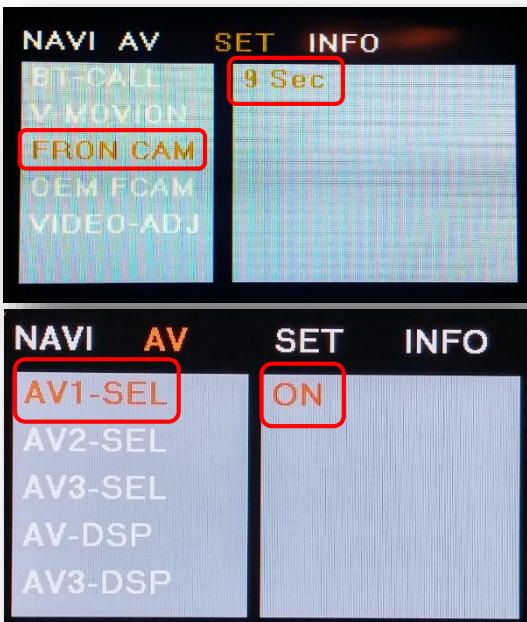 NAVI AV SET INFO
BT-CALL
9 Sec
V-MOVION
FRON CAM
OEM FCAM
VIDEO-ADJ
NAVI AV SET INFO
AV1-SEL
ON
AV2-SEL
AV3-SEL
AV-DSP
AV3-DSP